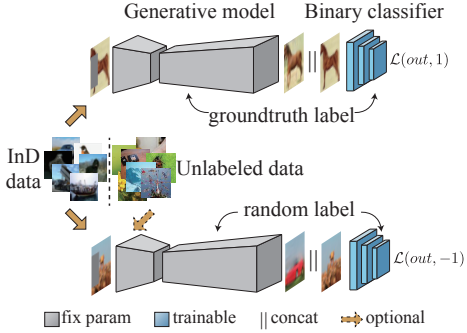 Generative model Binary classifier
|| L(out, 1)
groundtruth label
InD
data
Unlabeled data
random label
|| L(out, −1)
fix param trainable || concat optional